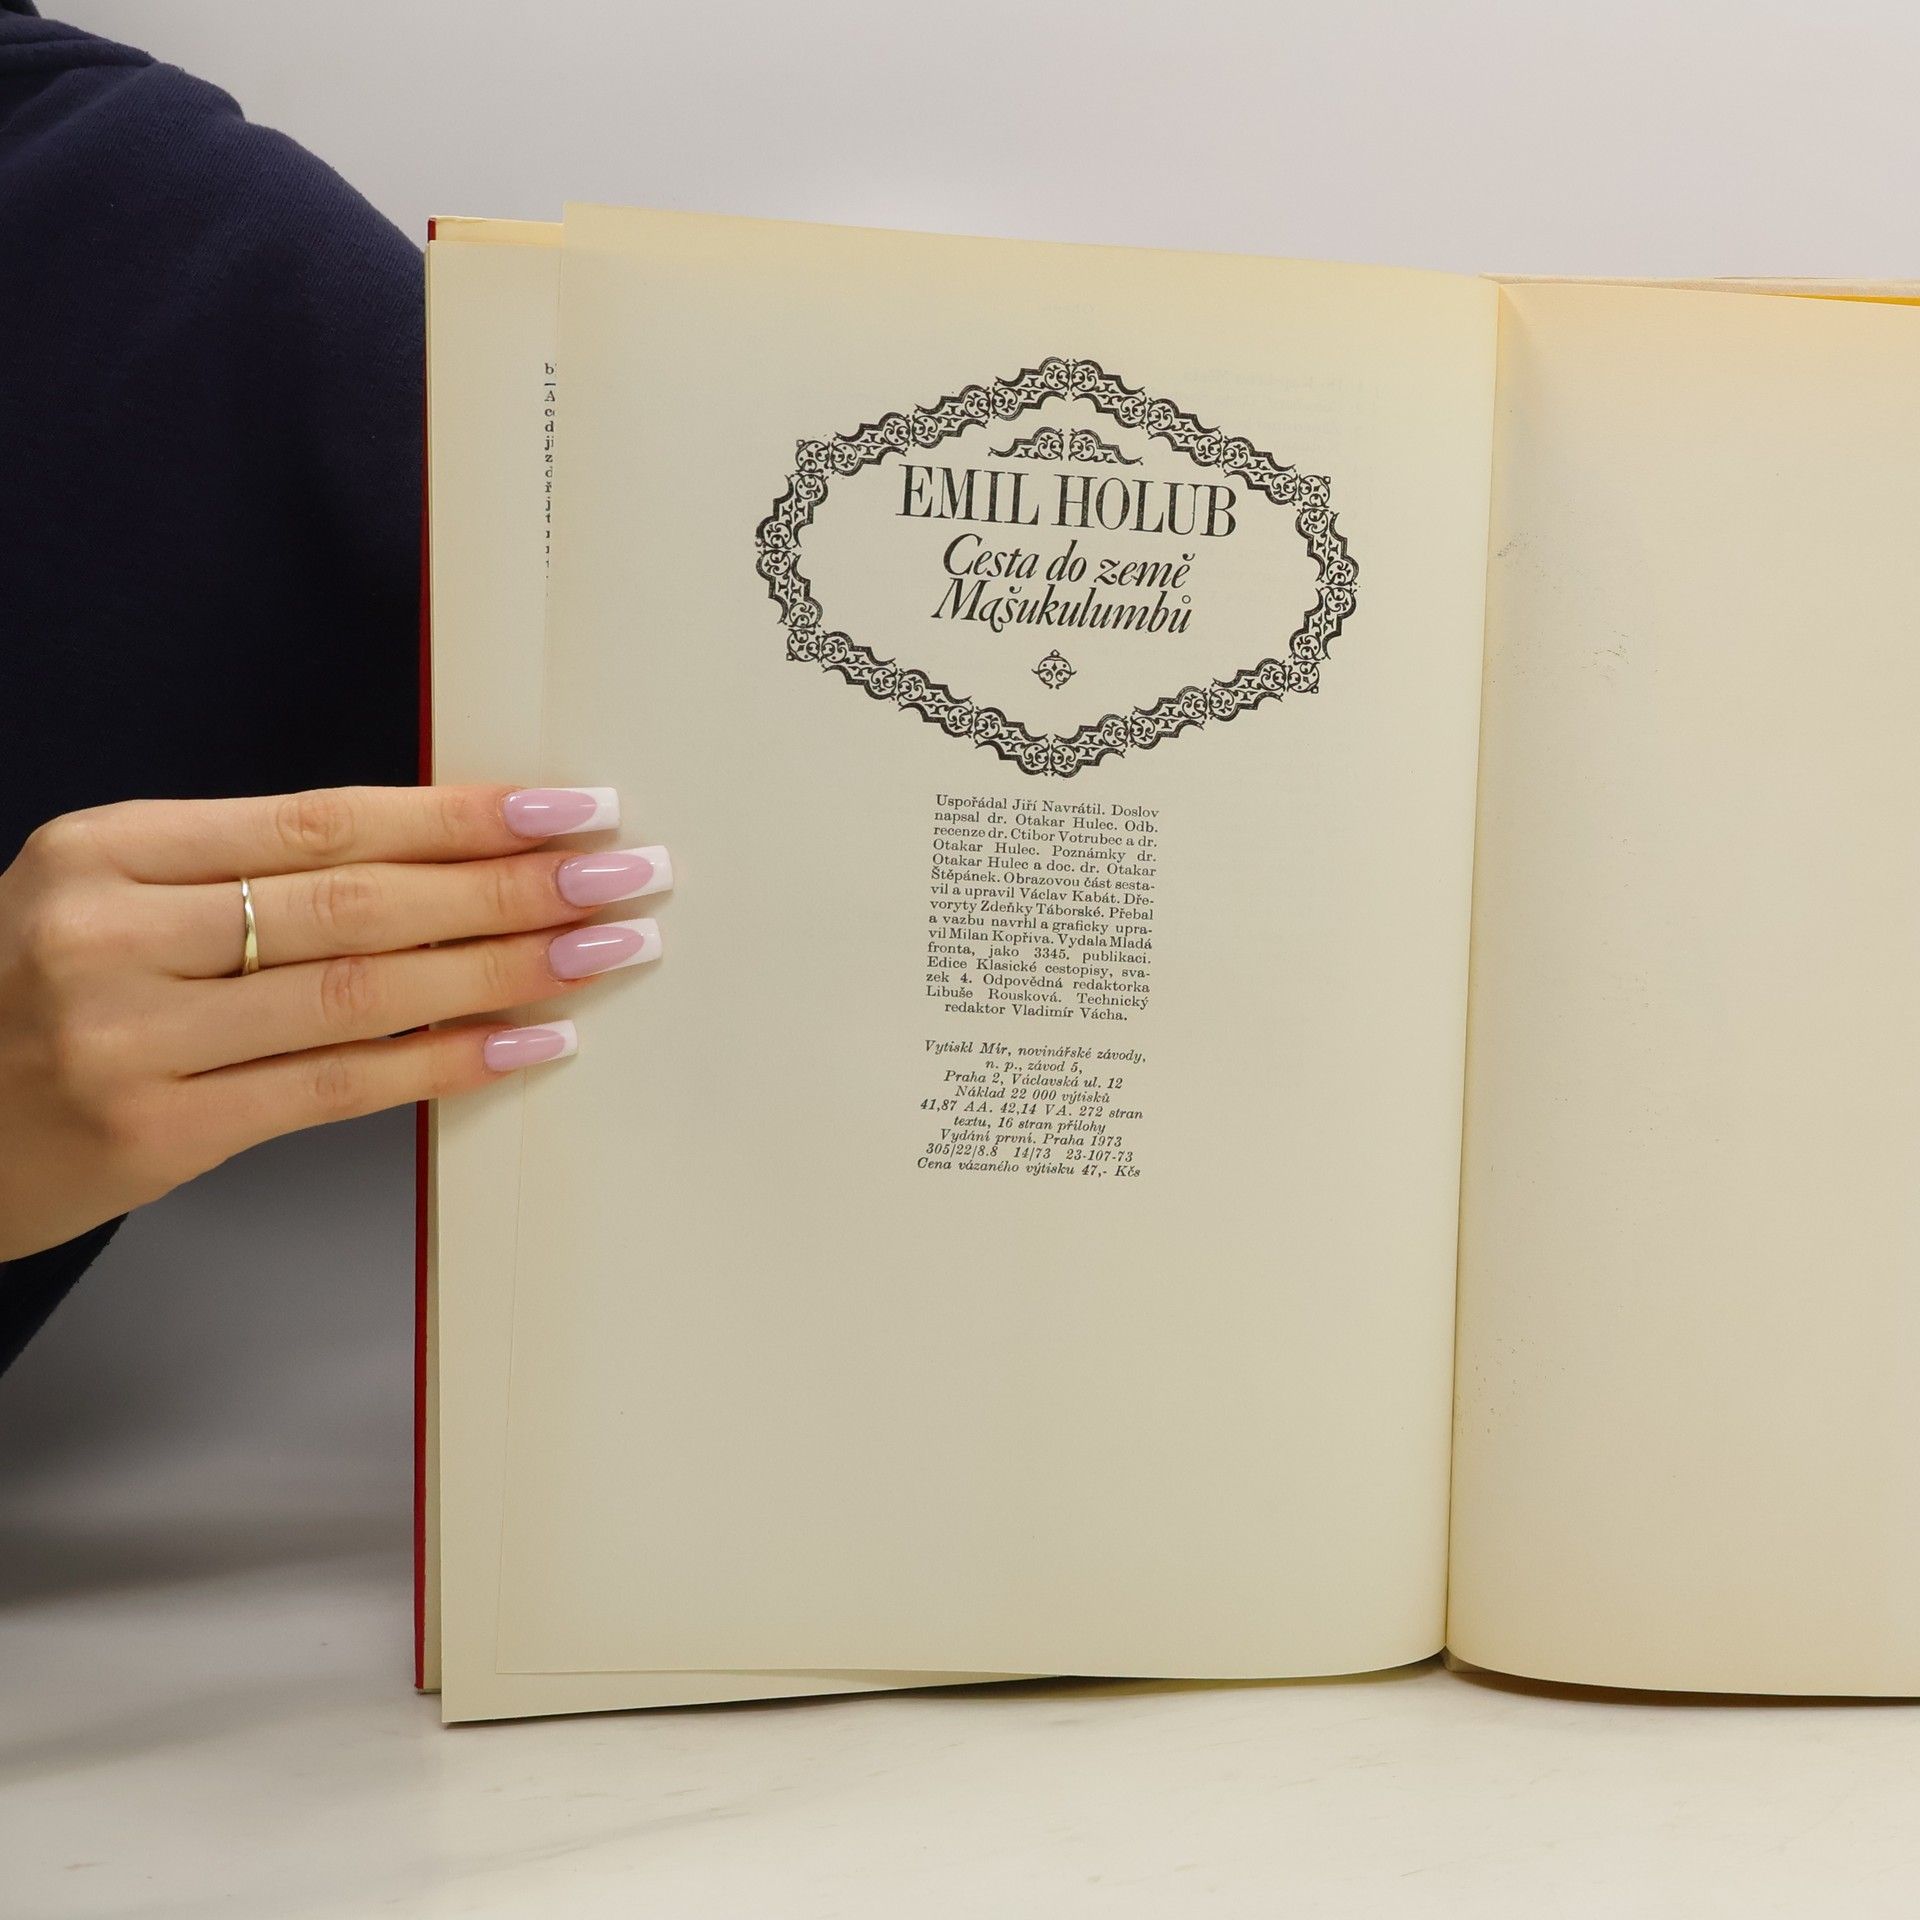 EMIL HOLUB
Cesta do země
Mašukulumbů
Uspořádal Jiří Navrátil. Doslov
napsal dr. Otakar Hulec. Odb.
recenze dr. Ctibor Votrubec a dr.
Otakar Hulec. Poznámky dr.
Otakar Hulec a doc. dr. Otakar
Štěpánek. Obrazovou část sesta-
vil a upravil Václav Kabát. Dře-
voryty Zdeňky Táborské. Přebal
a vazbu navrhl a graficky upra-
vil Milan Kopřiva. Vydala Mladá
fronta, jako 3345. publikaci.
Edice Klasické cestopisy, sva-
zek 4. Odpovědná redaktorka
Libuše Rousková. Technický
redaktor Vladimír Vácha.
Vytiskl Mír, novinářské závody,
n. p., závod 5,
Praha 2, Václavská ul. 12
Náklad 22 000 výtisků
41,87 AA. 42,14 VA. 272 stran
textu, 16 stran přílohy
Vydání první. Praha 1973
305/22/8.8 14/73 23-107-73
Cena vázaného výtisku 47,- Kčs